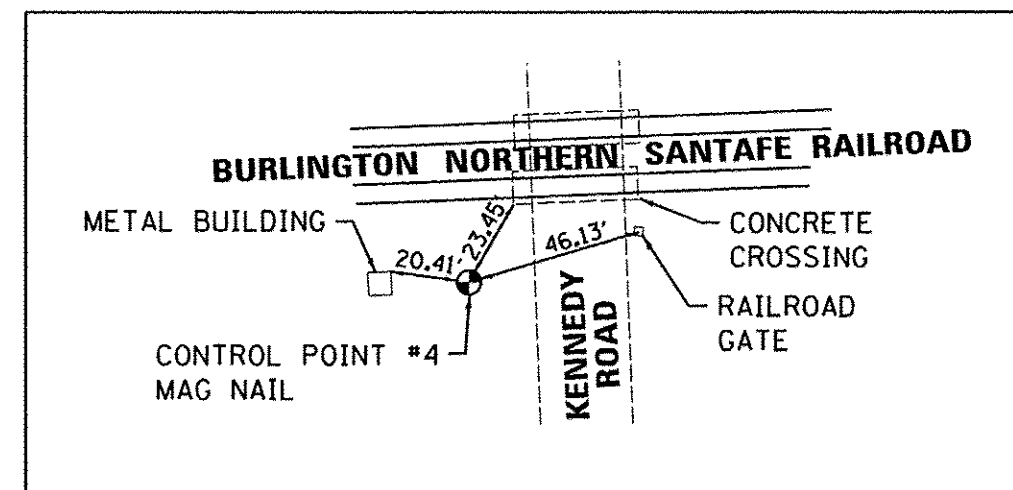 BURLINGTON NORTHERN SANTAFE RAILROAD
METAL BUILDING
20.41'
23.45'
46.13'
CONCRETE
CROSSING
RAILROAD
GATE
KENNEDY
ROAD
CONTROL POINT #4
MAG NAIL